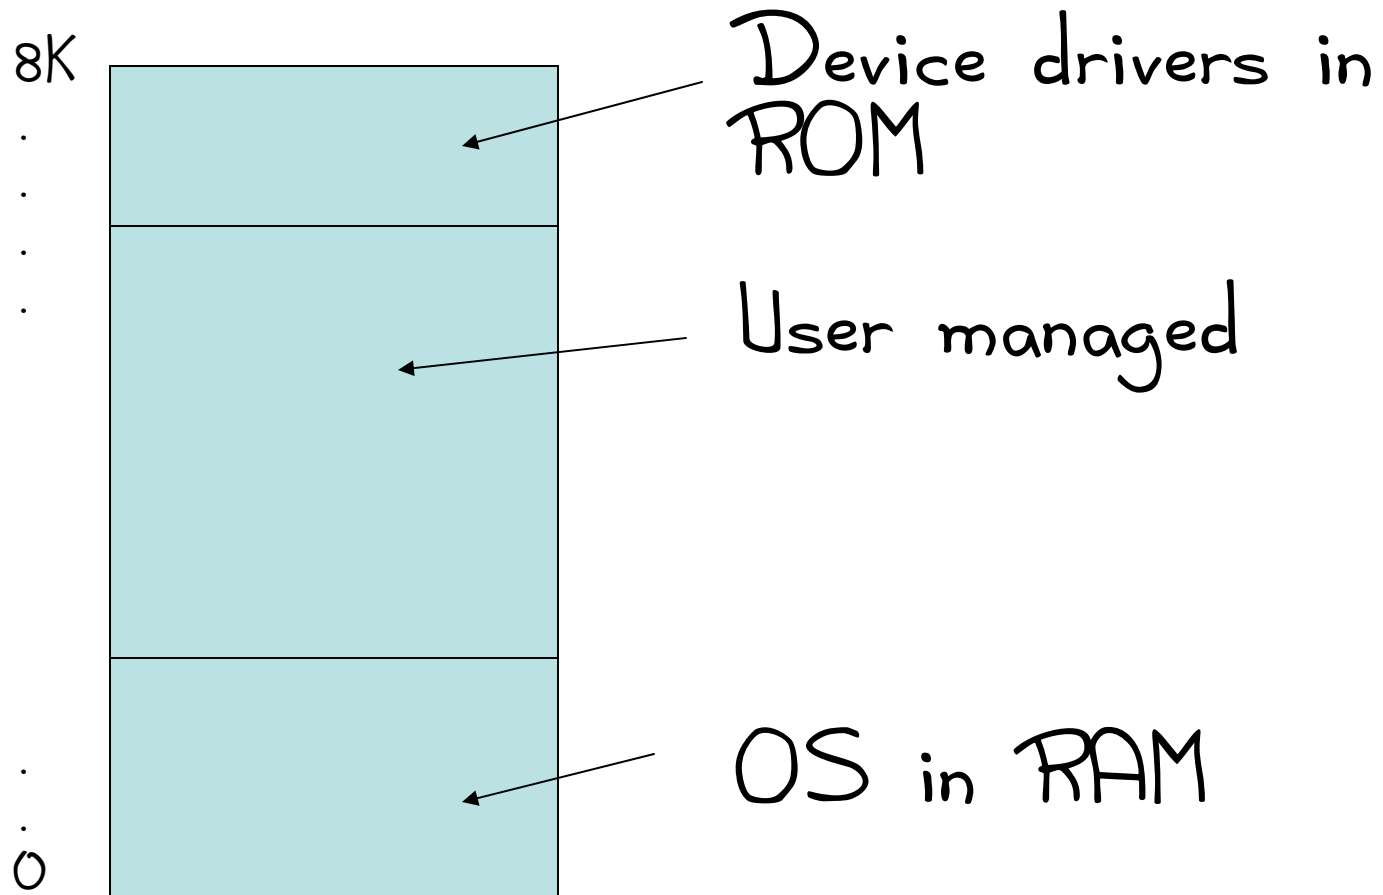 8K
Device drivers in
ROM
.
.
.
.
User managed
OS in RAM
.
.
0